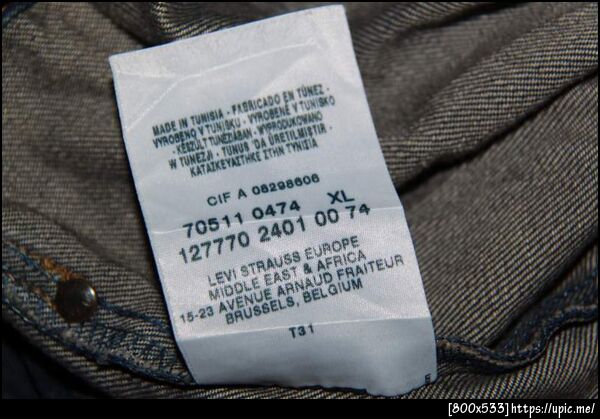 MADE IN TUNISIA · FABRICADO EN TÚNEZ ·
VYROBENO V TUNISKU · VYROBENÉ V TUNISKO
· KÉSZÜLT TUNÉZIÁBAN · WYPRODUKOWANO
W TUNEZJI · TUNUS 'DA ÜRETILMISTIR ·
ΚΑΤΑΣΚΕΥΑΣΤΗΚΕ ΣΤΗΝ ΤΥΝΗΣΙΑ
CIF A 08298606
70511 0474 XL
127770 2401 00 74
LEVI STRAUSS EUROPE
MIDDLE EAST & AFRICA
15-23 AVENUE ARNAUD FRAITEUR
BRUSSELS, BELGIUM
T31
E
[800x533]https://upic.me/